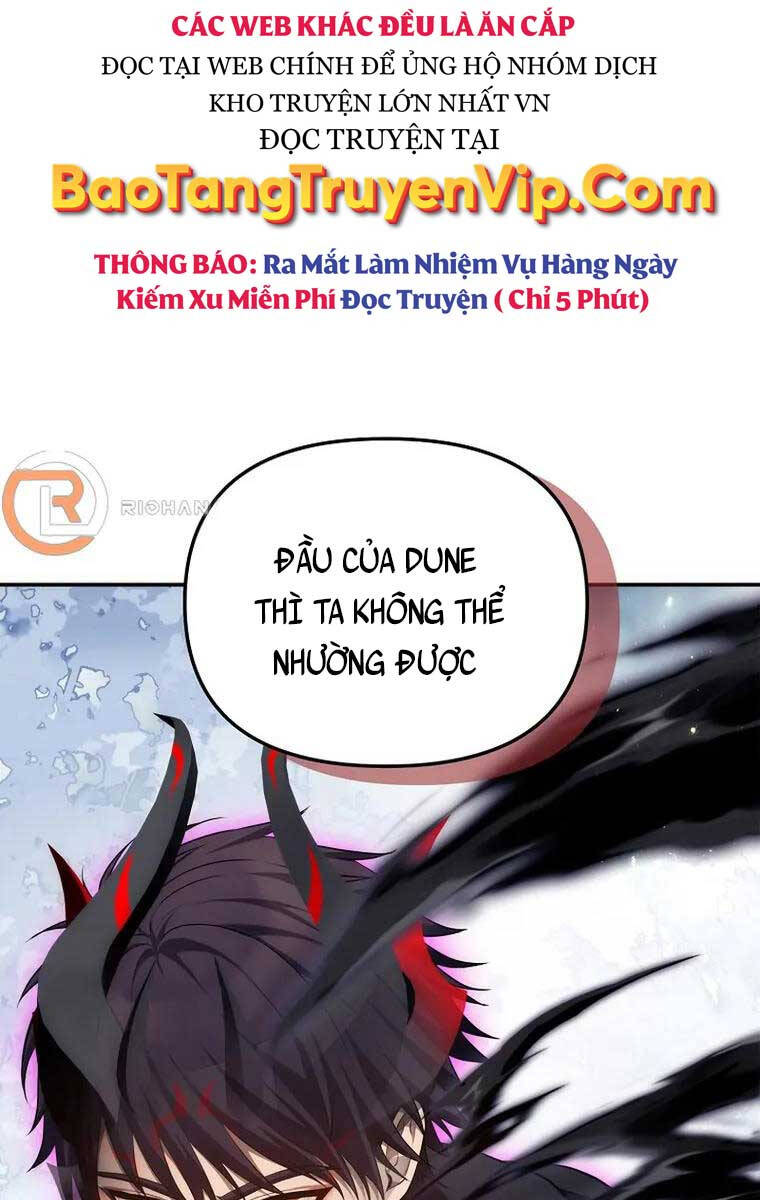 CÁC WEB KHÁC ĐỀU LÀ ĂN CẮP
ĐỌC TẠI WEB CHÍNH ĐỂ ỦNG HỘ NHÓM DỊCH
KHO TRUYỆN LỚN NHẤT VN
ĐỌC TRUYỆN TẠI
BaoTangTruyenVip.Com
THÔNG BÁO: Ra Mắt Làm Nhiệm Vụ Hàng Ngày
Kiếm Xu Miễn Phí Đọc Truyện ( Chỉ 5 Phút)
LR RIOHAN
ĐẦU CỦA DUNE
THÌ TA KHÔNG THỂ
NHƯỜNG ĐƯỢC